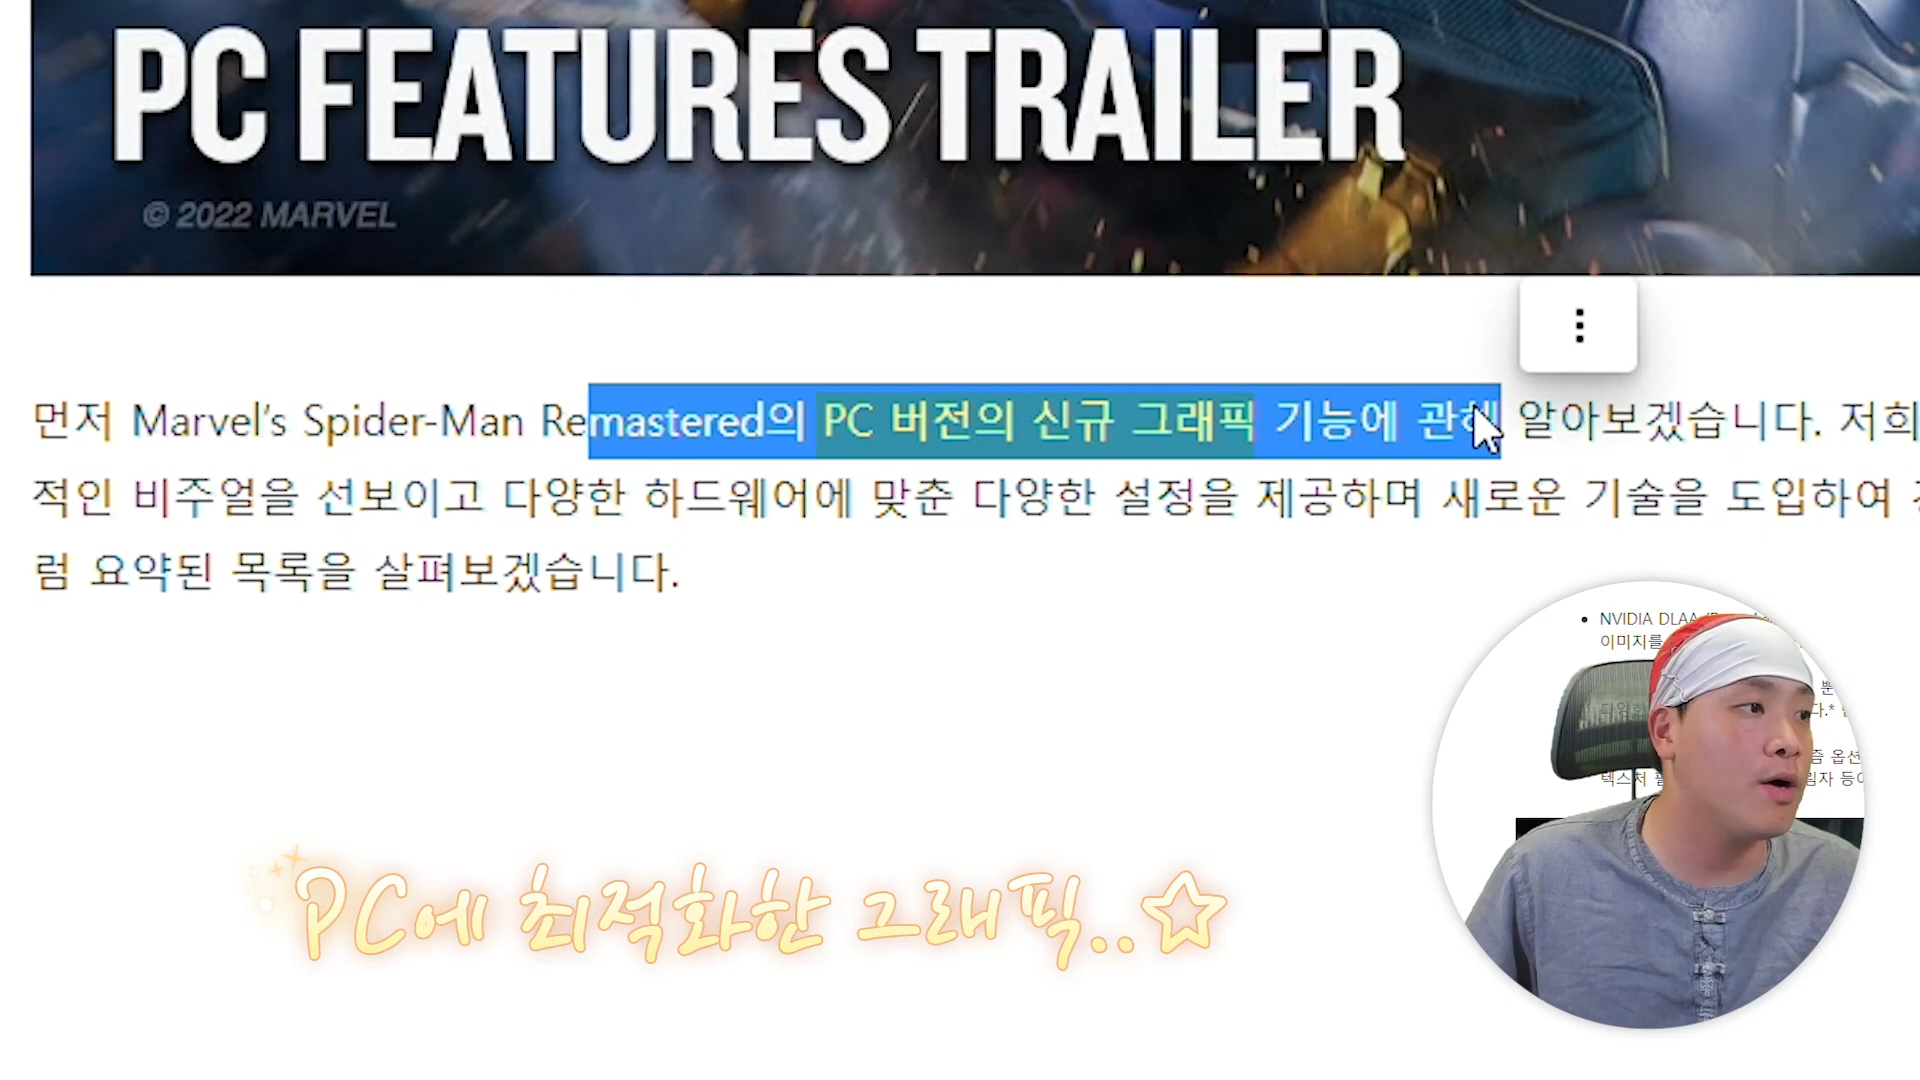 PC FEATURES TRAILER
© 2022 MARVEL
먼저 Marvel's Spider-Man Remastered의 PC 버전의 신규 그래픽 기능에 관해 알아보겠습니다. 저희
적인 비주얼을 선보이고 다양한 하드웨어에 맞춘 다양한 설정을 제공하며 새로운 기술을 도입하여
럼 요약된 목록을 살펴보겠습니다.
• NVIDIA DLAA
이미지를
옵션
텍스처
PC에 최적화한 그래픽..☆